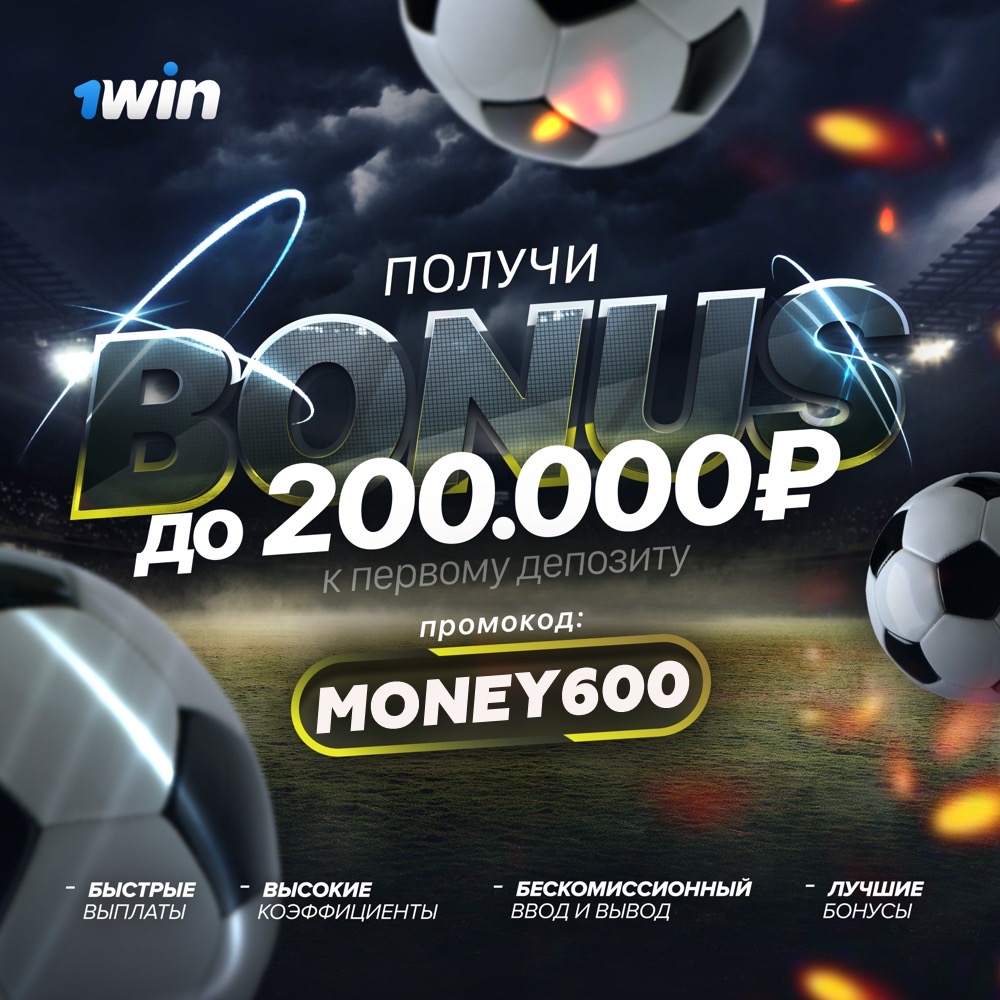 1win
ПОЛУЧИ
BONUS
до 200.000₽
к первому депозиту
промокод:
MONEY600
- БЫСТРЫЕ
ВЫПЛАТЫ
- ВЫСОКИЕ
КОЭФФИЦИЕНТЫ
- БЕСКОМИССИОННЫЙ
ВВОД И ВЫВОД
- ЛУЧШИЕ
БОНУСЫ